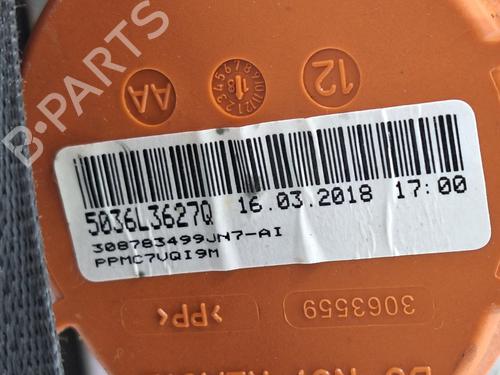 B-PARTS
AA
12
5036L3627Q 16.03.2018 17:00
308783499JN7-AI
PPMC7VQI9M
>PP<
3063559